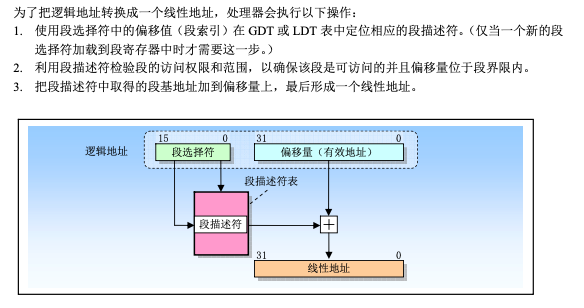 为了把逻辑地址转换成一个线性地址，处理器会执行以下操作：
1. 使用段选择符中的偏移值（段索引）在 GDT 或 LDT 表中定位相应的段描述符。（仅当一个新的段
选择符加载到段寄存器中时才需要这一步。）
2. 利用段描述符检验段的访问权限和范围，以确保该段是可访问的并且偏移量位于段界限内。
3. 把段描述符中取得的段基地址加到偏移量上，最后形成一个线性地址。
15 0 31 0
逻辑地址 段选择符 偏移量（有效地址）
段描述符表
段描述符 +
31 0
线性地址